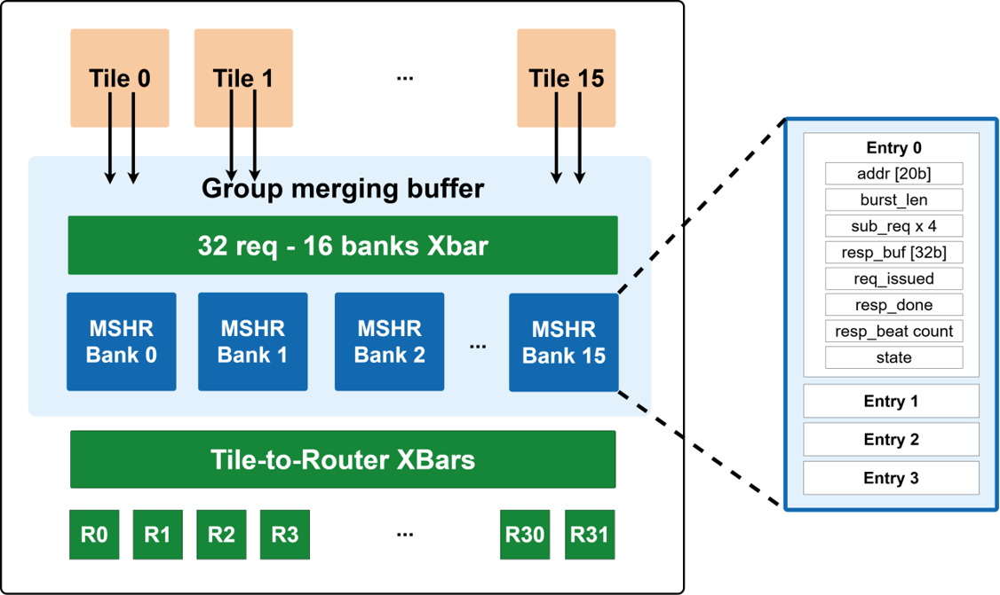 Tile 0
Tile 1
...
Tile 15
Group merging buffer
32 req - 16 banks Xbar
MSHR
Bank 0
MSHR
Bank 1
MSHR
Bank 2
...
MSHR
Bank 15
Tile-to-Router XBars
R0
R1
R2
R3
...
R30
R31
Entry 0
addr [20b]
burst_len
sub_req x 4
resp_buf [32b]
req_issued
resp_done
resp_beat count
state
Entry 1
Entry 2
Entry 3